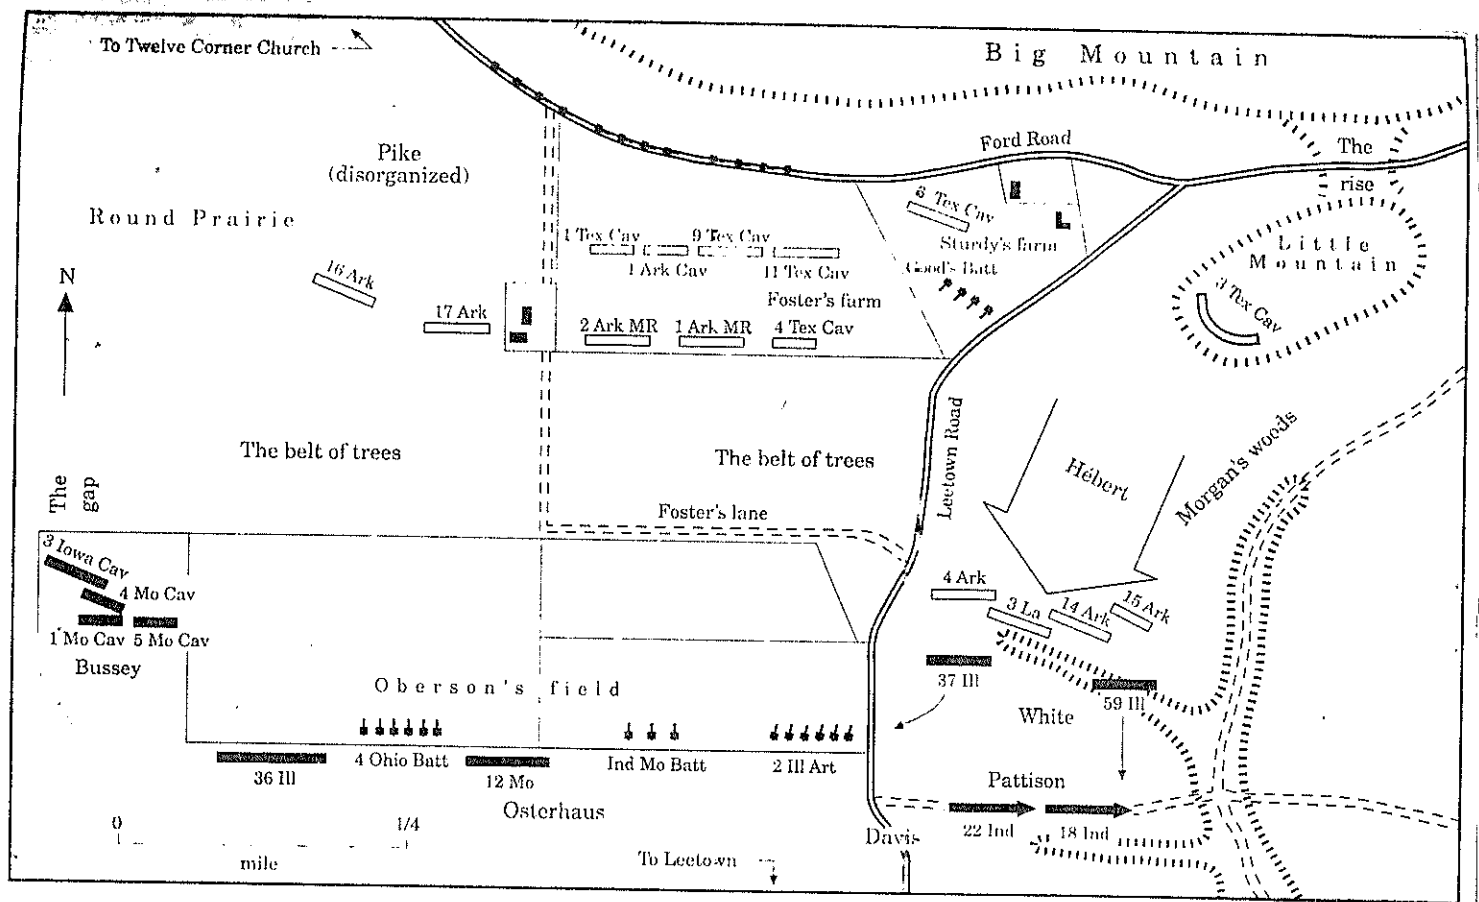 To Twelve Corner Church
Big Mountain
Ford Road
The
rise
Pike
(disorganized)
Round Prairie
6 Tex Cav
1 Tex Cav
9 Tex Cav
Sturdy's farm
Little
Mountain
1 Ark Cav
11 Tex Cav
Good's Batt
N
16 Ark
3 Tex Cav
17 Ark
Foster's farm
2 Ark MR
1 Ark MR
4 Tex Cav
Leetown Road
The belt of trees
The belt of trees
Hébert
Morgan's woods
The
gap
Foster's lane
3 Iowa Cav
4 Mo Cav
4 Ark
3 La
14 Ark
15 Ark
1 Mo Cav
5 Mo Cav
Bussey
37 Ill
Oberson's field
59 Ill
White
4 Ohio Batt
Ind Mo Batt
2 Ill Art
36 Ill
12 Mo
Pattison
Osterhaus
22 Ind
18 Ind
Davis
0
1/4
mile
To Leetown